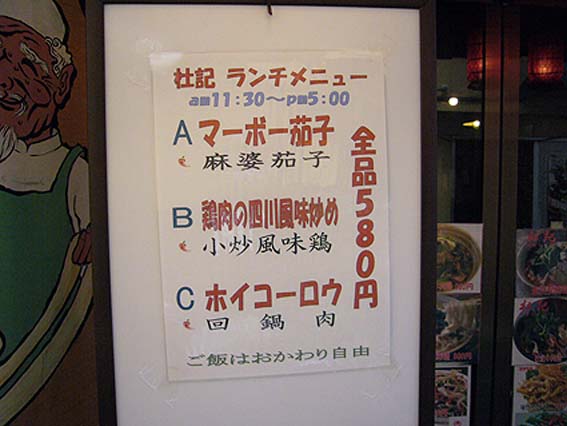 杜記 ランチメニュー
am11:30～pm5:00
A マーボー茄子
麻婆茄子
B 鶏肉の四川風味炒め
小炒風味鶏
C ホイコーロウ
回鍋肉
全品580円
ご飯はおかわり自由